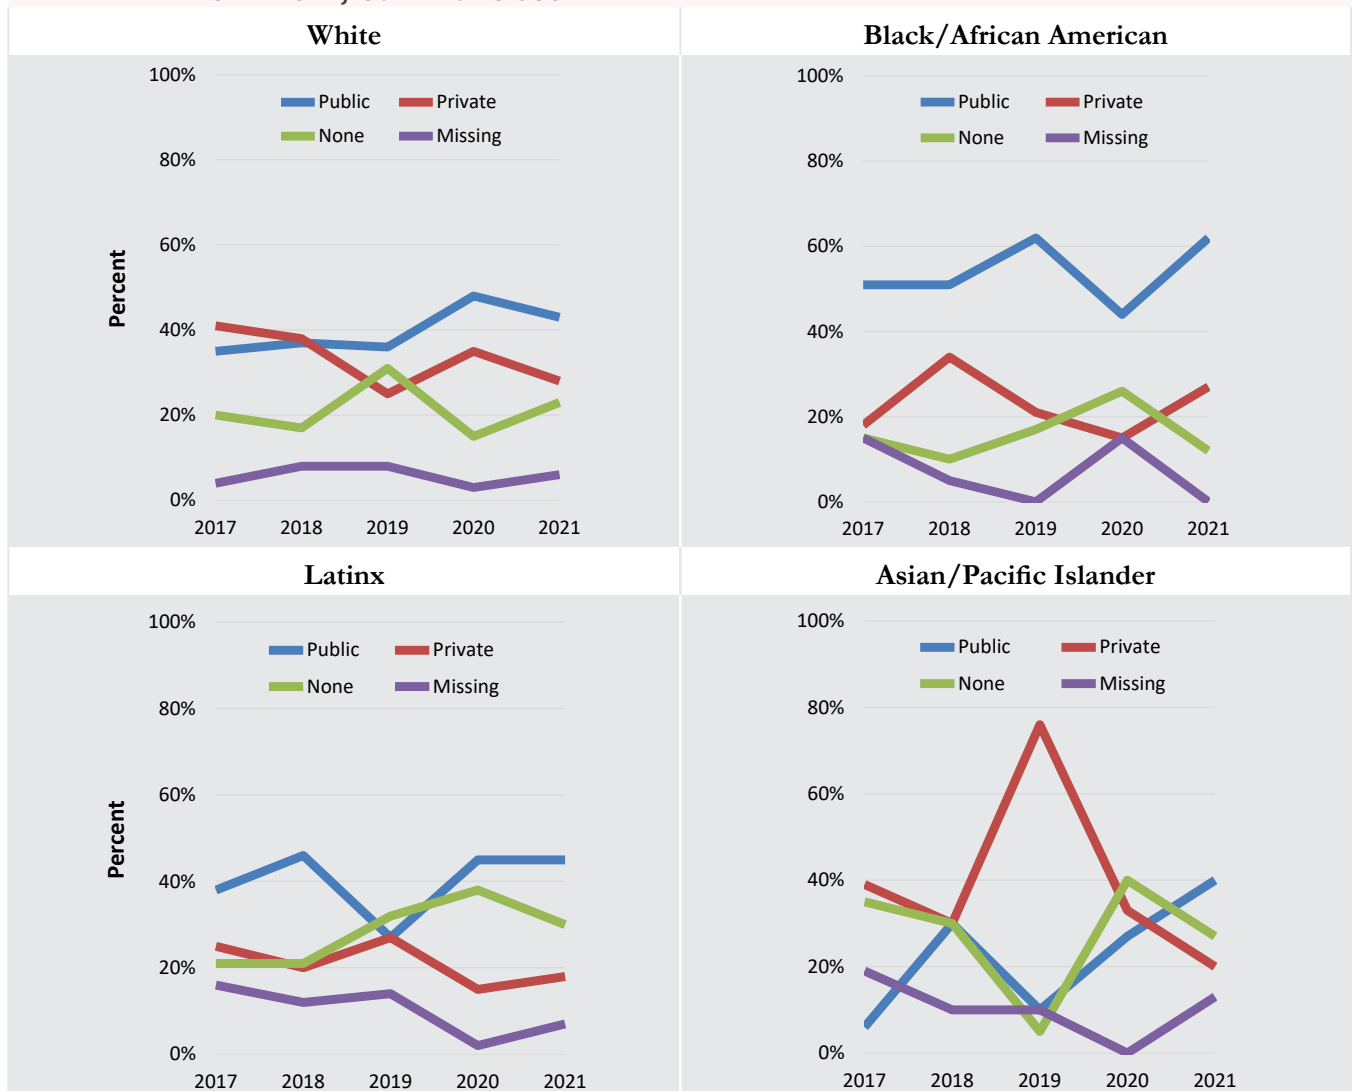 White
100%
Public Private
None Missing
80%
60%
40%
20%
0%
Percent
2017 2018 2019 2020 2021
Black/African American
100%
Public Private
None Missing
80%
60%
40%
20%
0%
2017 2018 2019 2020 2021
Latinx
100%
Public Private
None Missing
80%
60%
40%
20%
0%
Percent
2017 2018 2019 2020 2021
Asian/Pacific Islander
100%
Public Private
None Missing
80%
60%
40%
20%
0%
2017 2018 2019 2020 2021